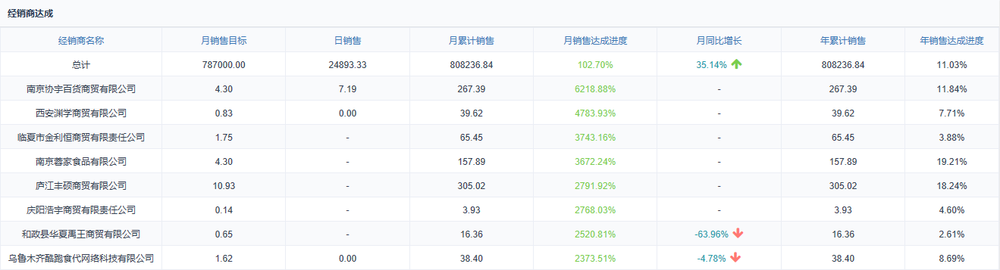 经销商达成
经销商名称 月销售目标 日销售 月累计销售 月销售达成进度 月同比增长 年累计销售 年销售达成进度
总计 787000.00 24893.33 808236.84 102.70% 35.14% 808236.84 11.03%
南京协宇百货商贸有限公司 4.30 7.19 267.39 6218.88% - 267.39 11.84%
西安渊学商贸有限公司 0.83 0.00 39.62 4783.93% - 39.62 7.71%
临夏市金利恒商贸有限责任公司 1.75 - 65.45 3743.16% - 65.45 3.88%
南京蓉家食品有限公司 4.30 - 157.89 3672.24% - 157.89 19.21%
庐江丰硕商贸有限公司 10.93 - 305.02 2791.92% - 305.02 18.24%
庆阳浩宇商贸有限责任公司 0.14 - 3.93 2768.03% - 3.93 4.60%
和政县华夏禹王商贸有限公司 0.65 - 16.36 2520.81% -63.96% 16.36 2.61%
乌鲁木齐酷跑食代网络科技有限公司 1.62 0.00 38.40 2373.51% -4.78% 38.40 8.69%